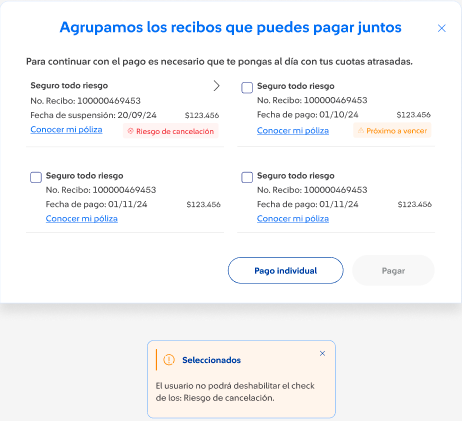 Agrupamos los recibos que puedes pagar juntos
Para continuar con el pago es necesario que te pongas al día con tus cuotas atrasadas.
Seguro todo riesgo
No. Recibo: 100000469453
Fecha de suspensión: 20/09/24 $123.456
Conocer mi póliza Riesgo de cancelación
Seguro todo riesgo
No. Recibo: 100000469453
Fecha de pago: 01/10/24 $123.456
Conocer mi póliza Próximo a vencer
Seguro todo riesgo
No. Recibo: 100000469453
Fecha de pago: 01/11/24 $123.456
Conocer mi póliza
Seguro todo riesgo
No. Recibo: 100000469453
Fecha de pago: 01/11/24 $123.456
Conocer mi póliza
Pago individual
Pagar
Seleccionados
El usuario no podrá deshabilitar el check
de los: Riesgo de cancelación.